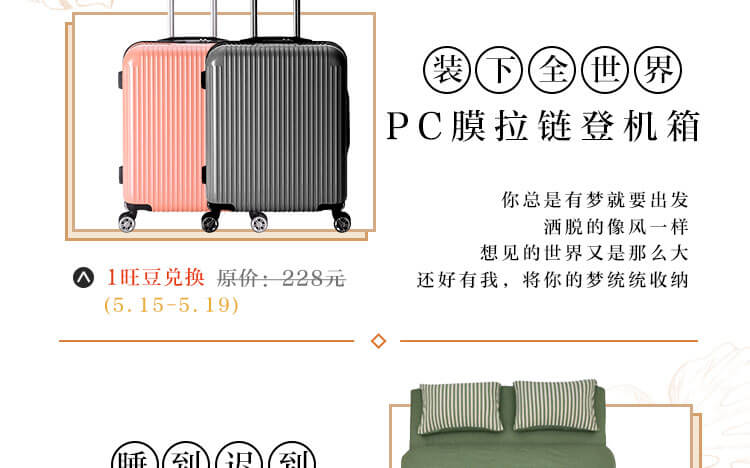 装下全世界
PC膜拉链登机箱
你总是有梦就要出发
洒脱的像风一样
想见的世界又是那么大
还好有我，将你的梦统统收纳
1旺豆兑换 原价：228元
(5.15-5.19)
睡到迟到